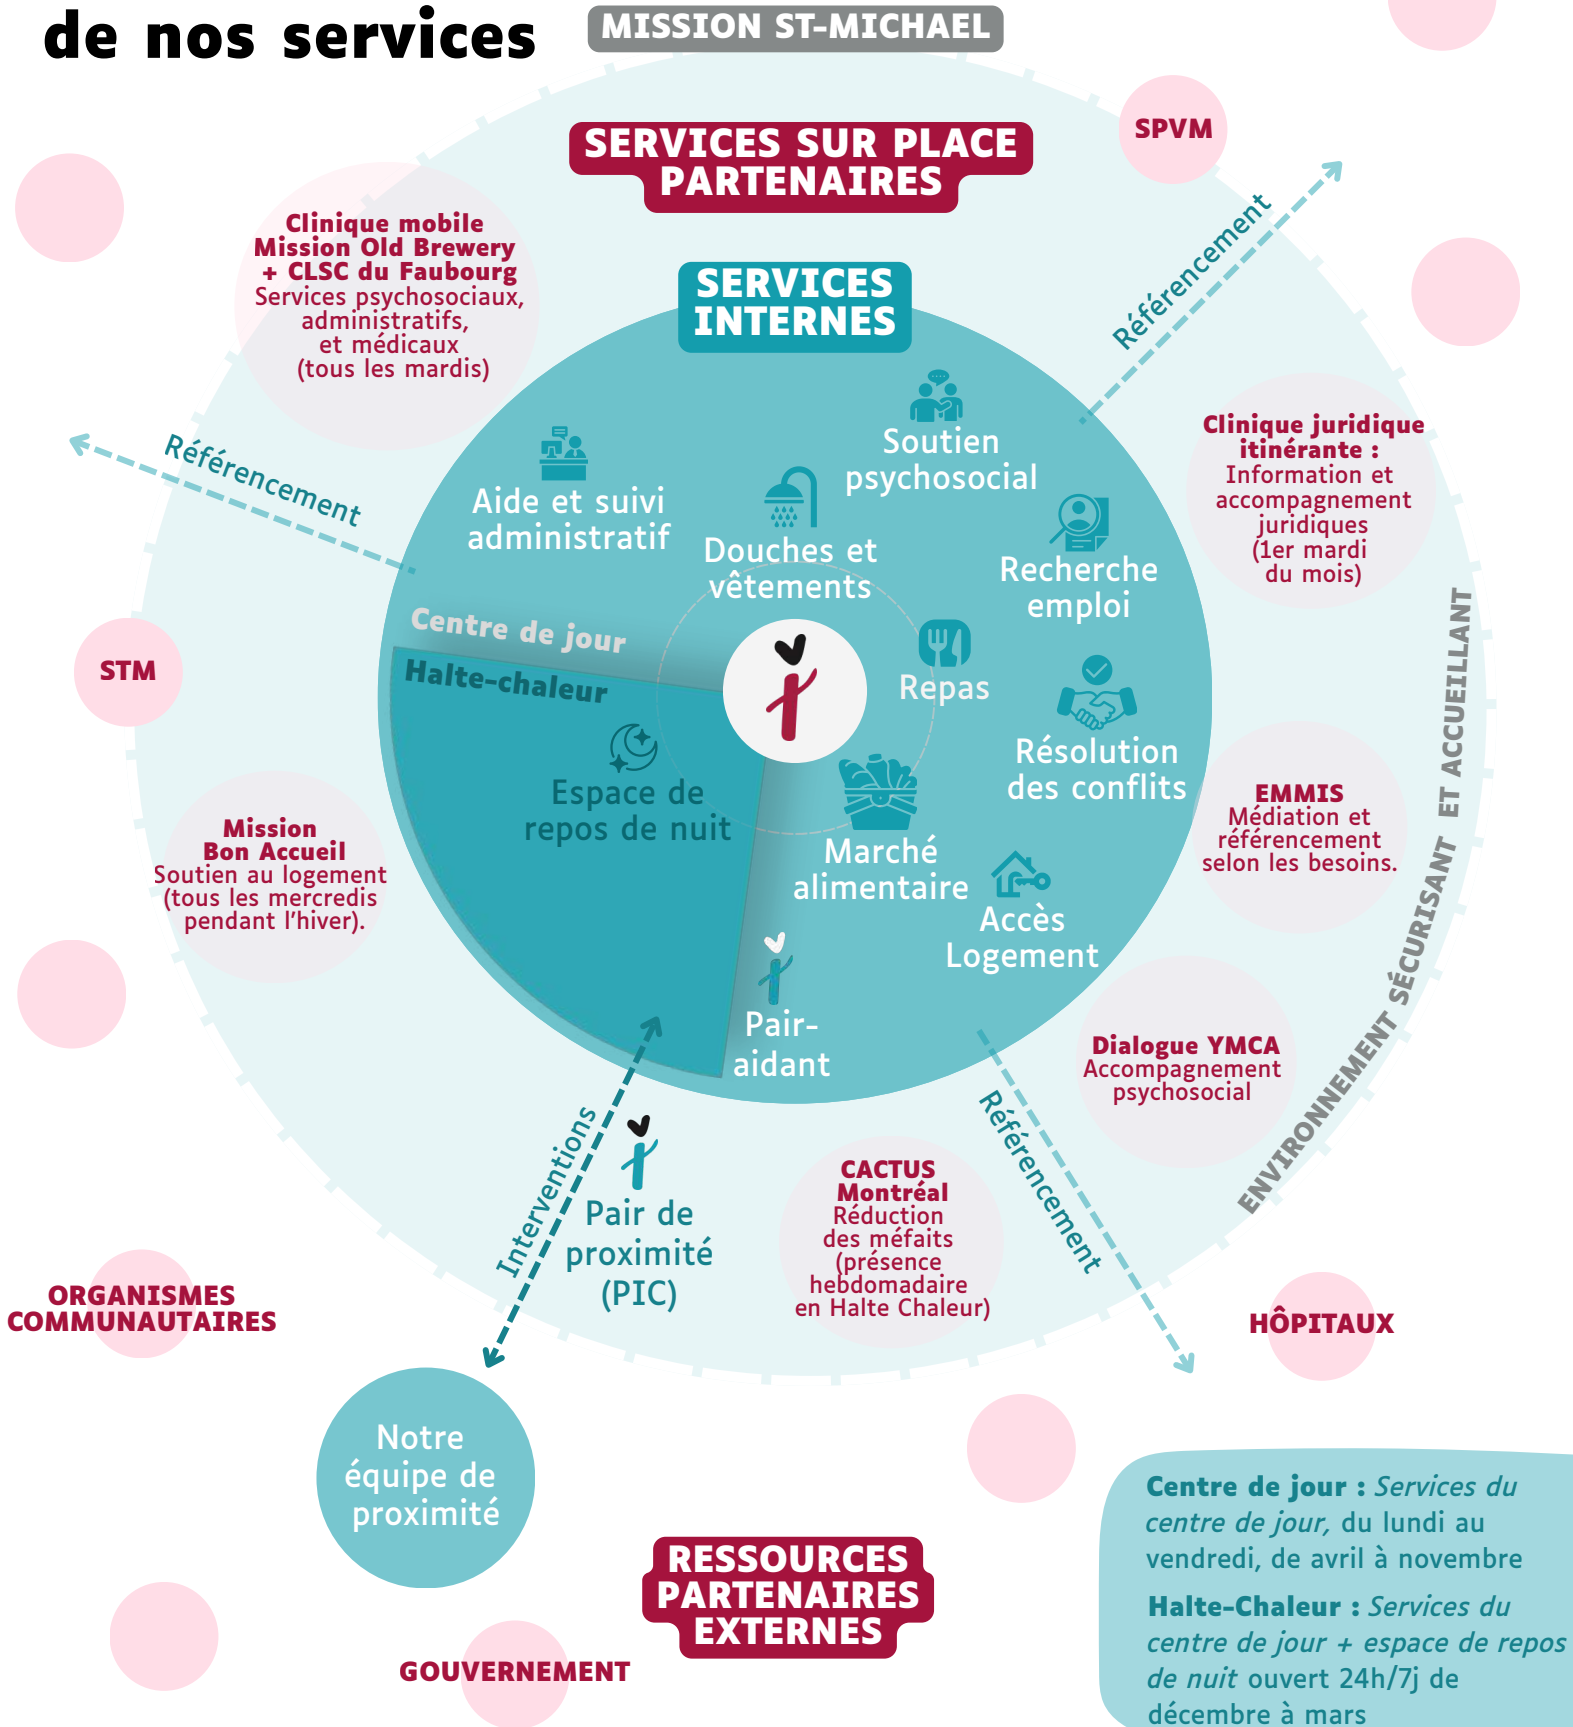 de nos services
MISSION ST-MICHAEL
SERVICES SUR PLACE
PARTENAIRES
SPVM
Clinique mobile
Mission Old Brewery
+ CLSC du Faubourg
Services psychosociaux,
administratifs,
et médicaux
(tous les mardis)
SERVICES
INTERNES
Référencement
Référencement
Clinique juridique
itinérante :
Information et
accompagnement
juridiques
(1er mardi
du mois)
Soutien
psychosocial
Aide et suivi
administratif
Douches et
vêtements
Recherche
emploi
Centre de jour
Halte-chaleur
Repas
STM
Espace de
repos de nuit
Résolution
des conflits
ENVIRONNEMENT SÉCURISANT ET ACCUEILLANT
EMMIS
Médiation et
référencement
selon les besoins.
Mission
Bon Accueil
Soutien au logement
(tous les mercredis
pendant l'hiver).
Marché
alimentaire
Accès
Logement
Pair-
aidant
Dialogue YMCA
Accompagnement
psychosocial
Interventions
Pair de
proximité
(PIC)
CACTUS
Montréal
Réduction
des méfaits
(présence
hebdomadaire
en Halte Chaleur)
Référencement
ORGANISMES
COMMUNAUTAIRES
HÔPITAUX
Notre
équipe de
proximité
RESSOURCES
PARTENAIRES
EXTERNES
GOUVERNEMENT
Centre de jour : Services du
centre de jour, du lundi au
vendredi, de avril à novembre
Halte-Chaleur : Services du
centre de jour + espace de repos
de nuit ouvert 24h/7j de
décembre à mars